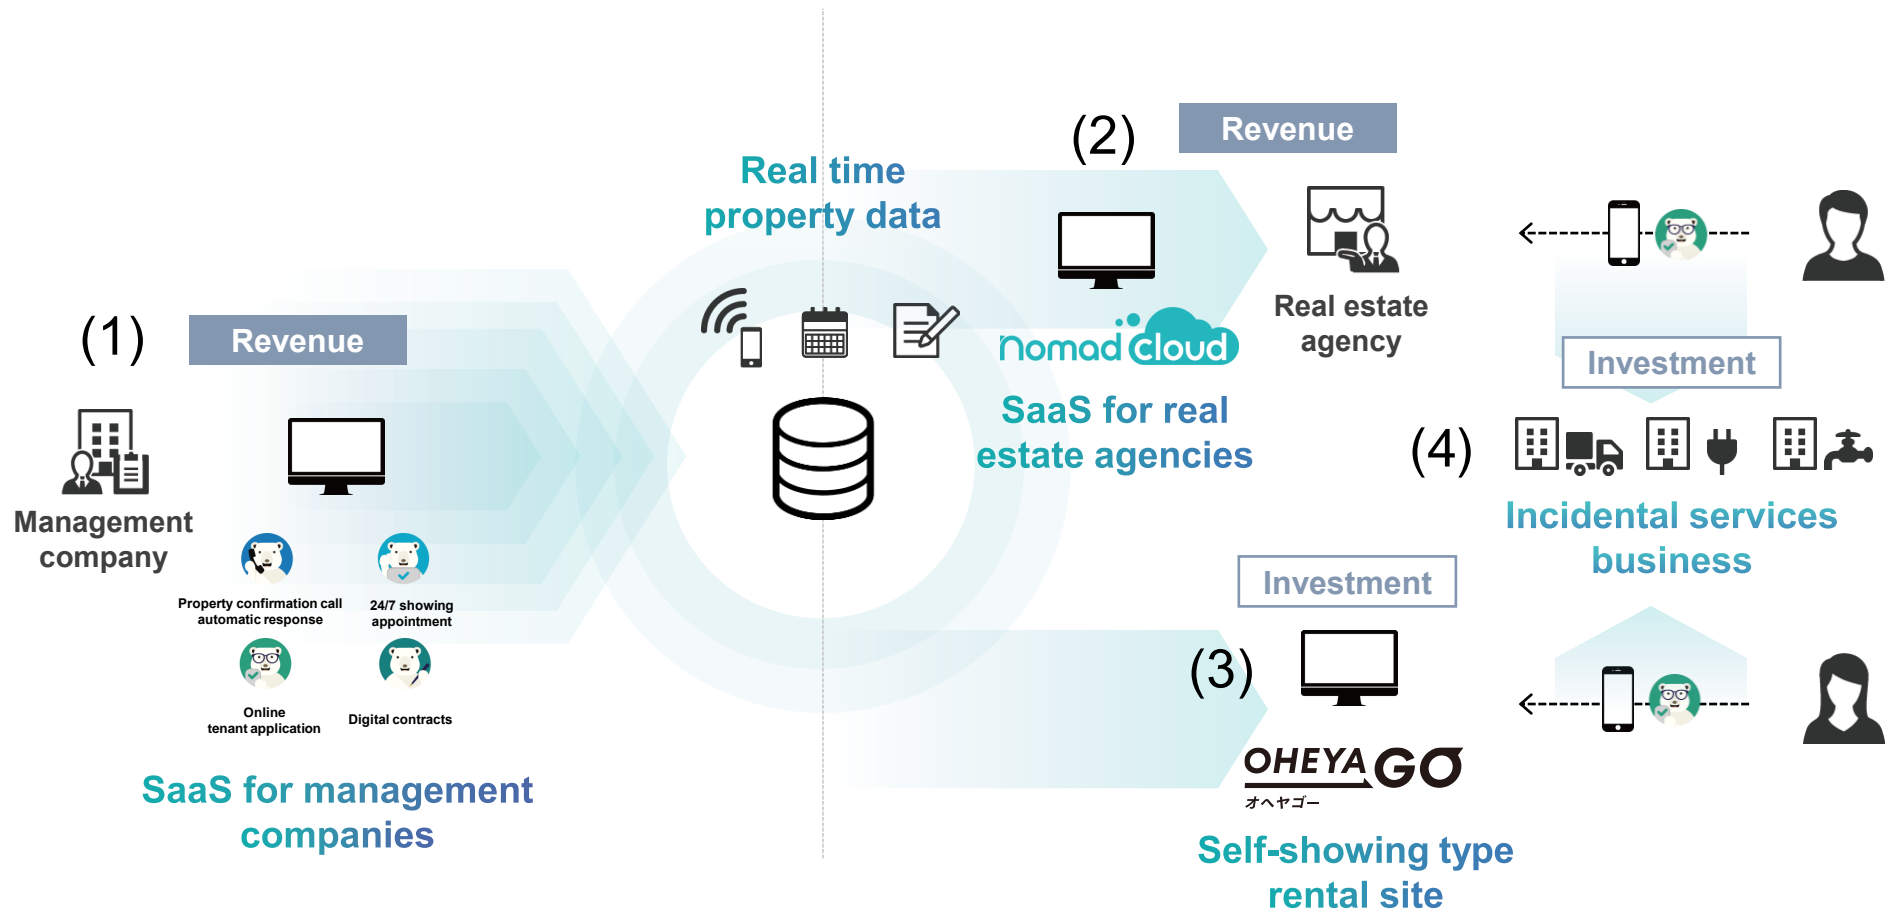 (1)
Revenue
Management
company
Property confirmation call
automatic response
24/7 showing
appointment
Online
tenant application
Digital contracts
SaaS for management
companies
Real time
property data
(2)
Revenue
nomad cloud
SaaS for real
estate agencies
Real estate
agency
Investment
(3)
OHEYAGO
オヘヤゴー
Self-showing type
rental site
Investment
(4)
Incidental services
business